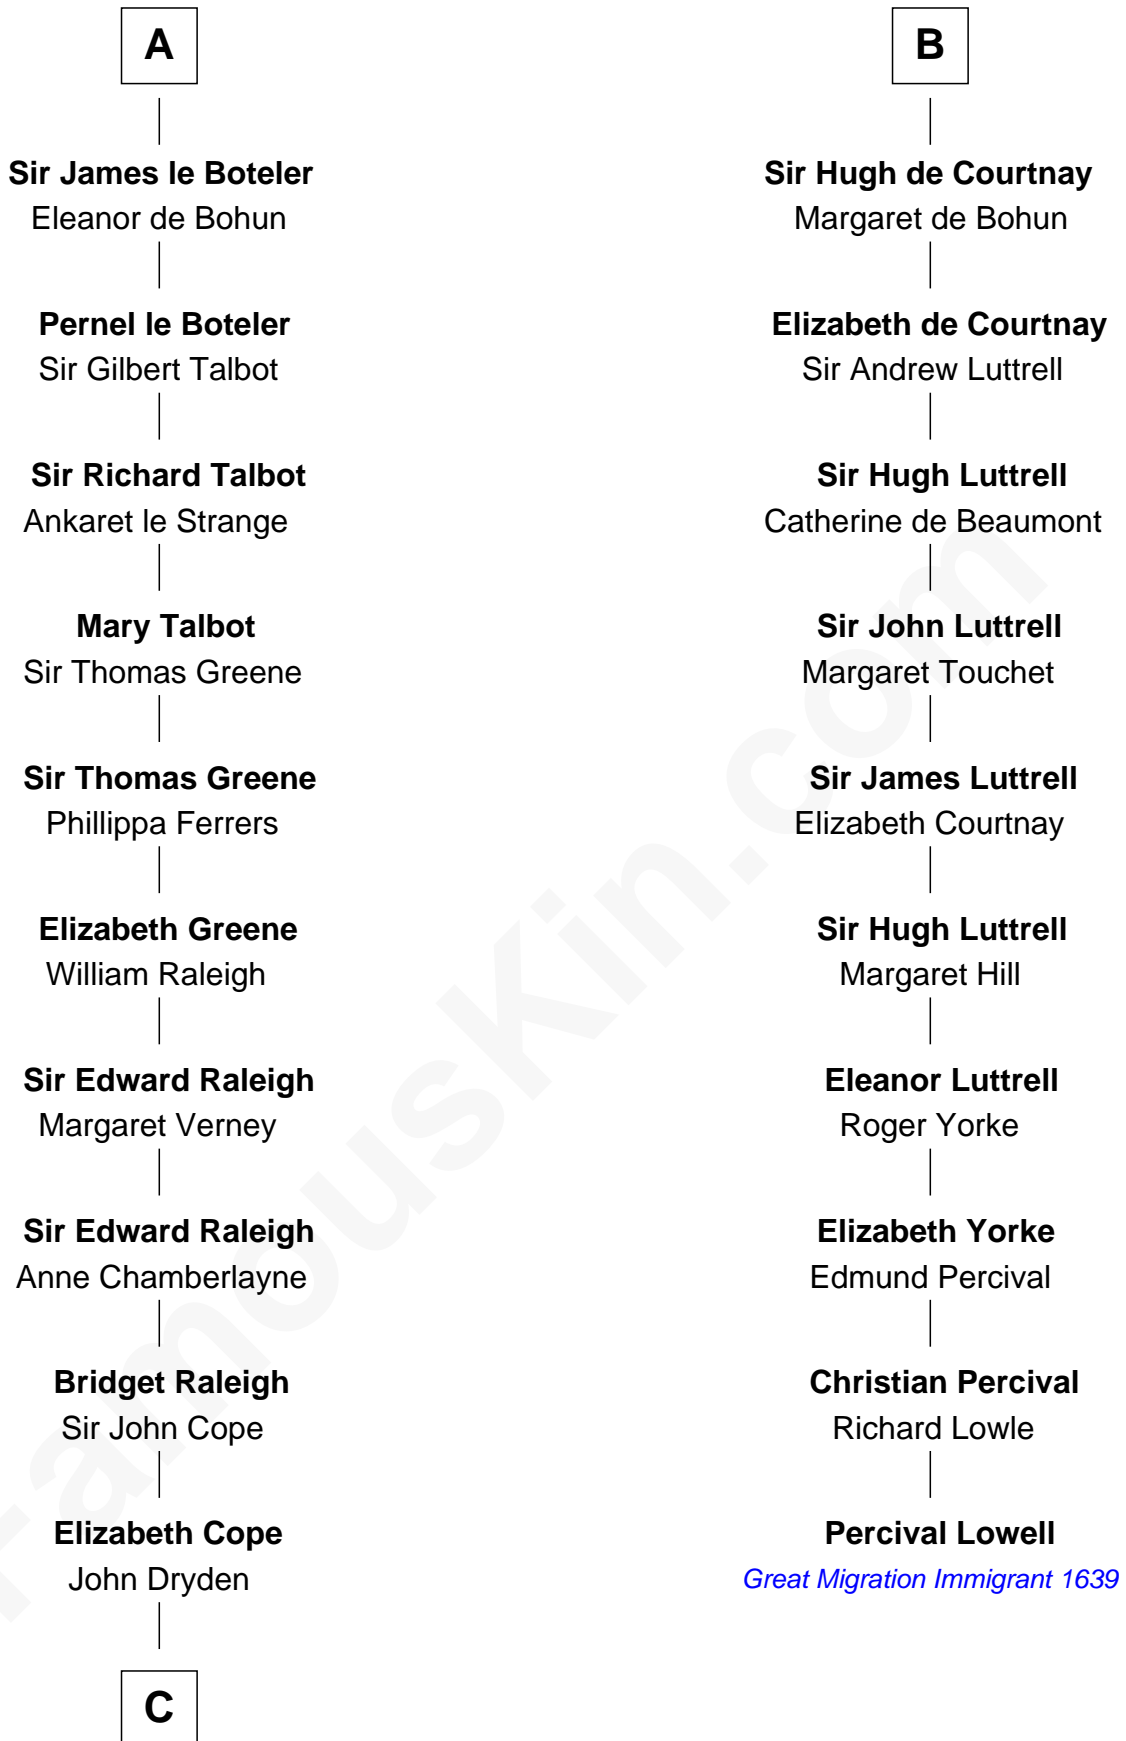 A
Sir James le Boteler
Eleanor de Bohun
Pernel le Boteler
Sir Gilbert Talbot
Sir Richard Talbot
Ankaret le Strange
Mary Talbot
Sir Thomas Greene
Sir Thomas Greene
Phillippa Ferrers
Elizabeth Greene
William Raleigh
Sir Edward Raleigh
Margaret Verney
Sir Edward Raleigh
Anne Chamberlayne
Bridget Raleigh
Sir John Cope
Elizabeth Cope
John Dryden
C
B
Sir Hugh de Courtnay
Margaret de Bohun
Elizabeth de Courtnay
Sir Andrew Luttrell
Sir Hugh Luttrell
Catherine de Beaumont
Sir John Luttrell
Margaret Touchet
Sir James Luttrell
Elizabeth Courtnay
Sir Hugh Luttrell
Margaret Hill
Eleanor Luttrell
Roger Yorke
Elizabeth Yorke
Edmund Percival
Christian Percival
Richard Lowle
Percival Lowell
Great Migration Immigrant 1639
FamousKin.com